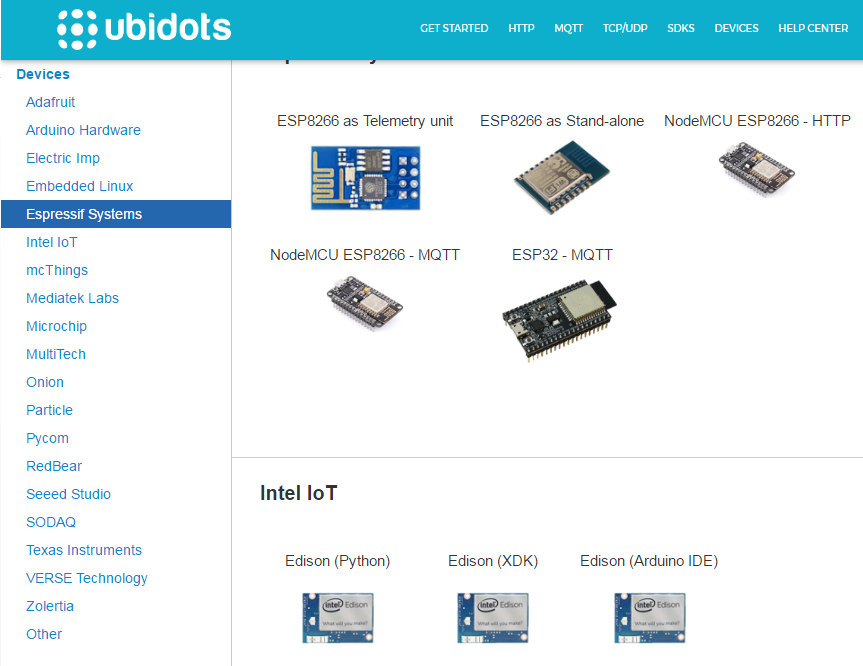 ubidots
GET STARTED HTTP MQTT TCP/UDP SDKS DEVICES HELP CENTER
Devices
Adafruit
Arduino Hardware
Electric Imp
Embedded Linux
Espressif Systems
Intel IoT
mcThings
Mediatek Labs
Microchip
MultiTech
Onion
Particle
Pycom
RedBear
Seeed Studio
SODAQ
Texas Instruments
VERSE Technology
Zolertia
Other
ESP8266 as Telemetry unit ESP8266 as Stand-alone NodeMCU ESP8266 - HTTP
NodeMCU ESP8266 - MQTT ESP32 - MQTT
Intel IoT
Edison (Python) Edison (XDK) Edison (Arduino IDE)
intel Edison intel Edison intel Edison
What will you make? What will you make? What will you make?